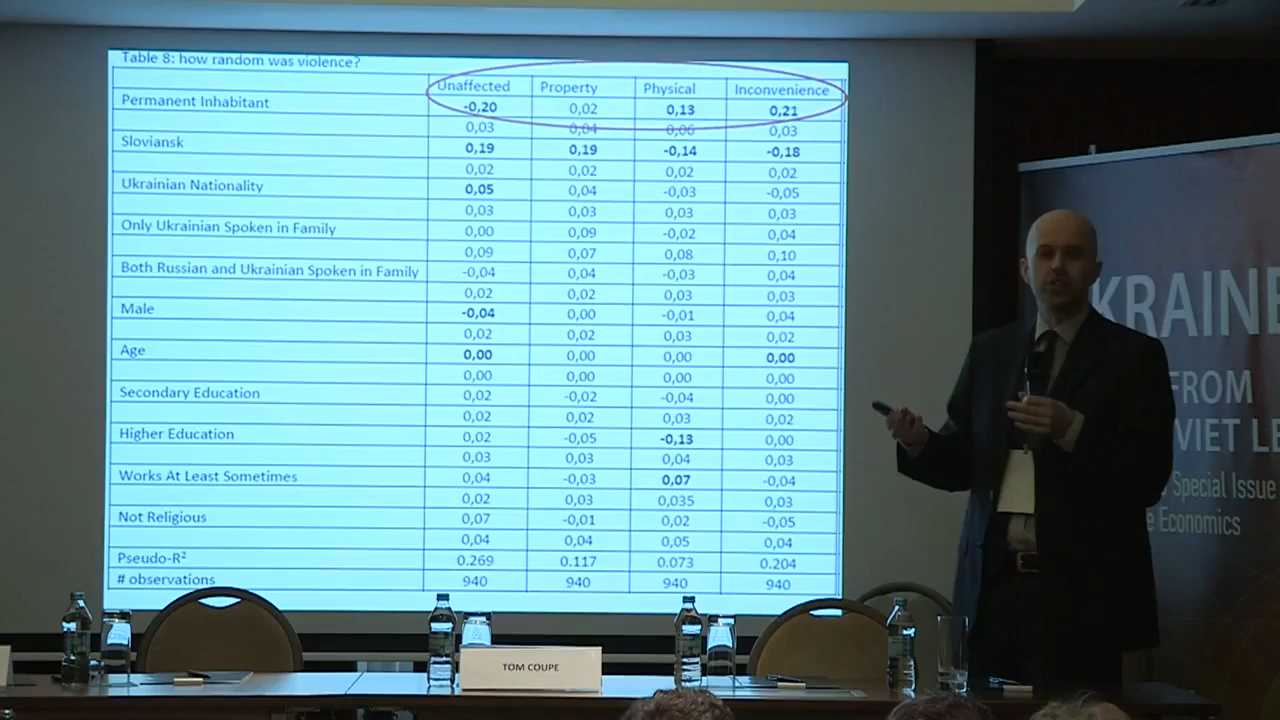 Table 8: how random was violence?
Unaffected Property Physical Inconvenience
Permanent Inhabitant -0,20 0,02 0,13 0,21
0,03 0,04 0,06 0,03
Sloviansk 0,19 0,19 -0,14 -0,18
0,02 0,02 0,02 0,02
Ukrainian Nationality 0,05 0,04 -0,03 -0,05
0,03 0,03 0,03 0,03
Only Ukrainian Spoken in Family 0,00 0,09 -0,02 0,04
0,09 0,07 0,08 0,10
Both Russian and Ukrainian Spoken in Family -0,04 0,04 -0,03 0,04
0,02 0,02 0,03 0,03
Male -0,04 0,00 -0,01 0,04
0,02 0,02 0,03 0,02
Age 0,00 0,00 0,00 0,00
0,00 0,00 0,00 0,00
Secondary Education 0,02 -0,02 -0,04 0,00
0,02 0,02 0,03 0,02
Higher Education 0,02 -0,05 -0,13 0,00
0,03 0,03 0,04 0,03
Works At Least Sometimes 0,04 -0,03 0,07 -0,04
0,02 0,03 0,035 0,03
Not Religious 0,07 -0,01 0,02 -0,05
0,04 0,04 0,05 0,04
Pseudo-R² 0.269 0.117 0.073 0.204
# observations 940 940 940 940
KRAINE
FROM
VIET LE
Special Issue
e Economics
TOM COUPE